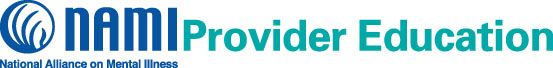 NAMI Provider Education
National Alliance on Mental Illness